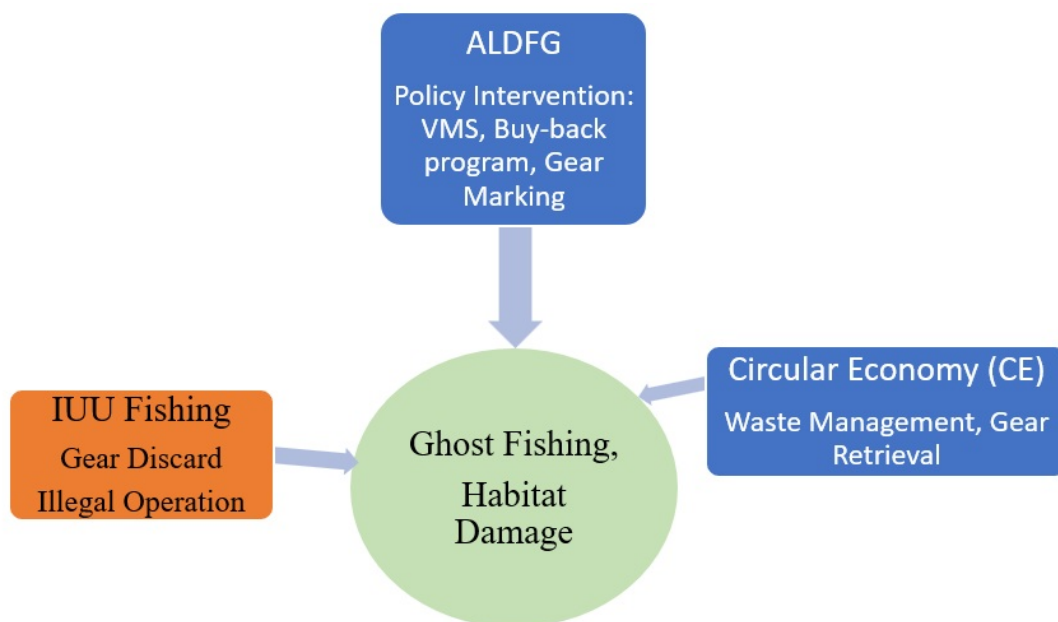 ALDFG
Policy Intervention:
VMS, Buy-back
program, Gear
Marking
Circular Economy (CE)
Waste Management, Gear
Retrieval
IUU Fishing
Gear Discard
Illegal Operation
Ghost Fishing,
Habitat
Damage